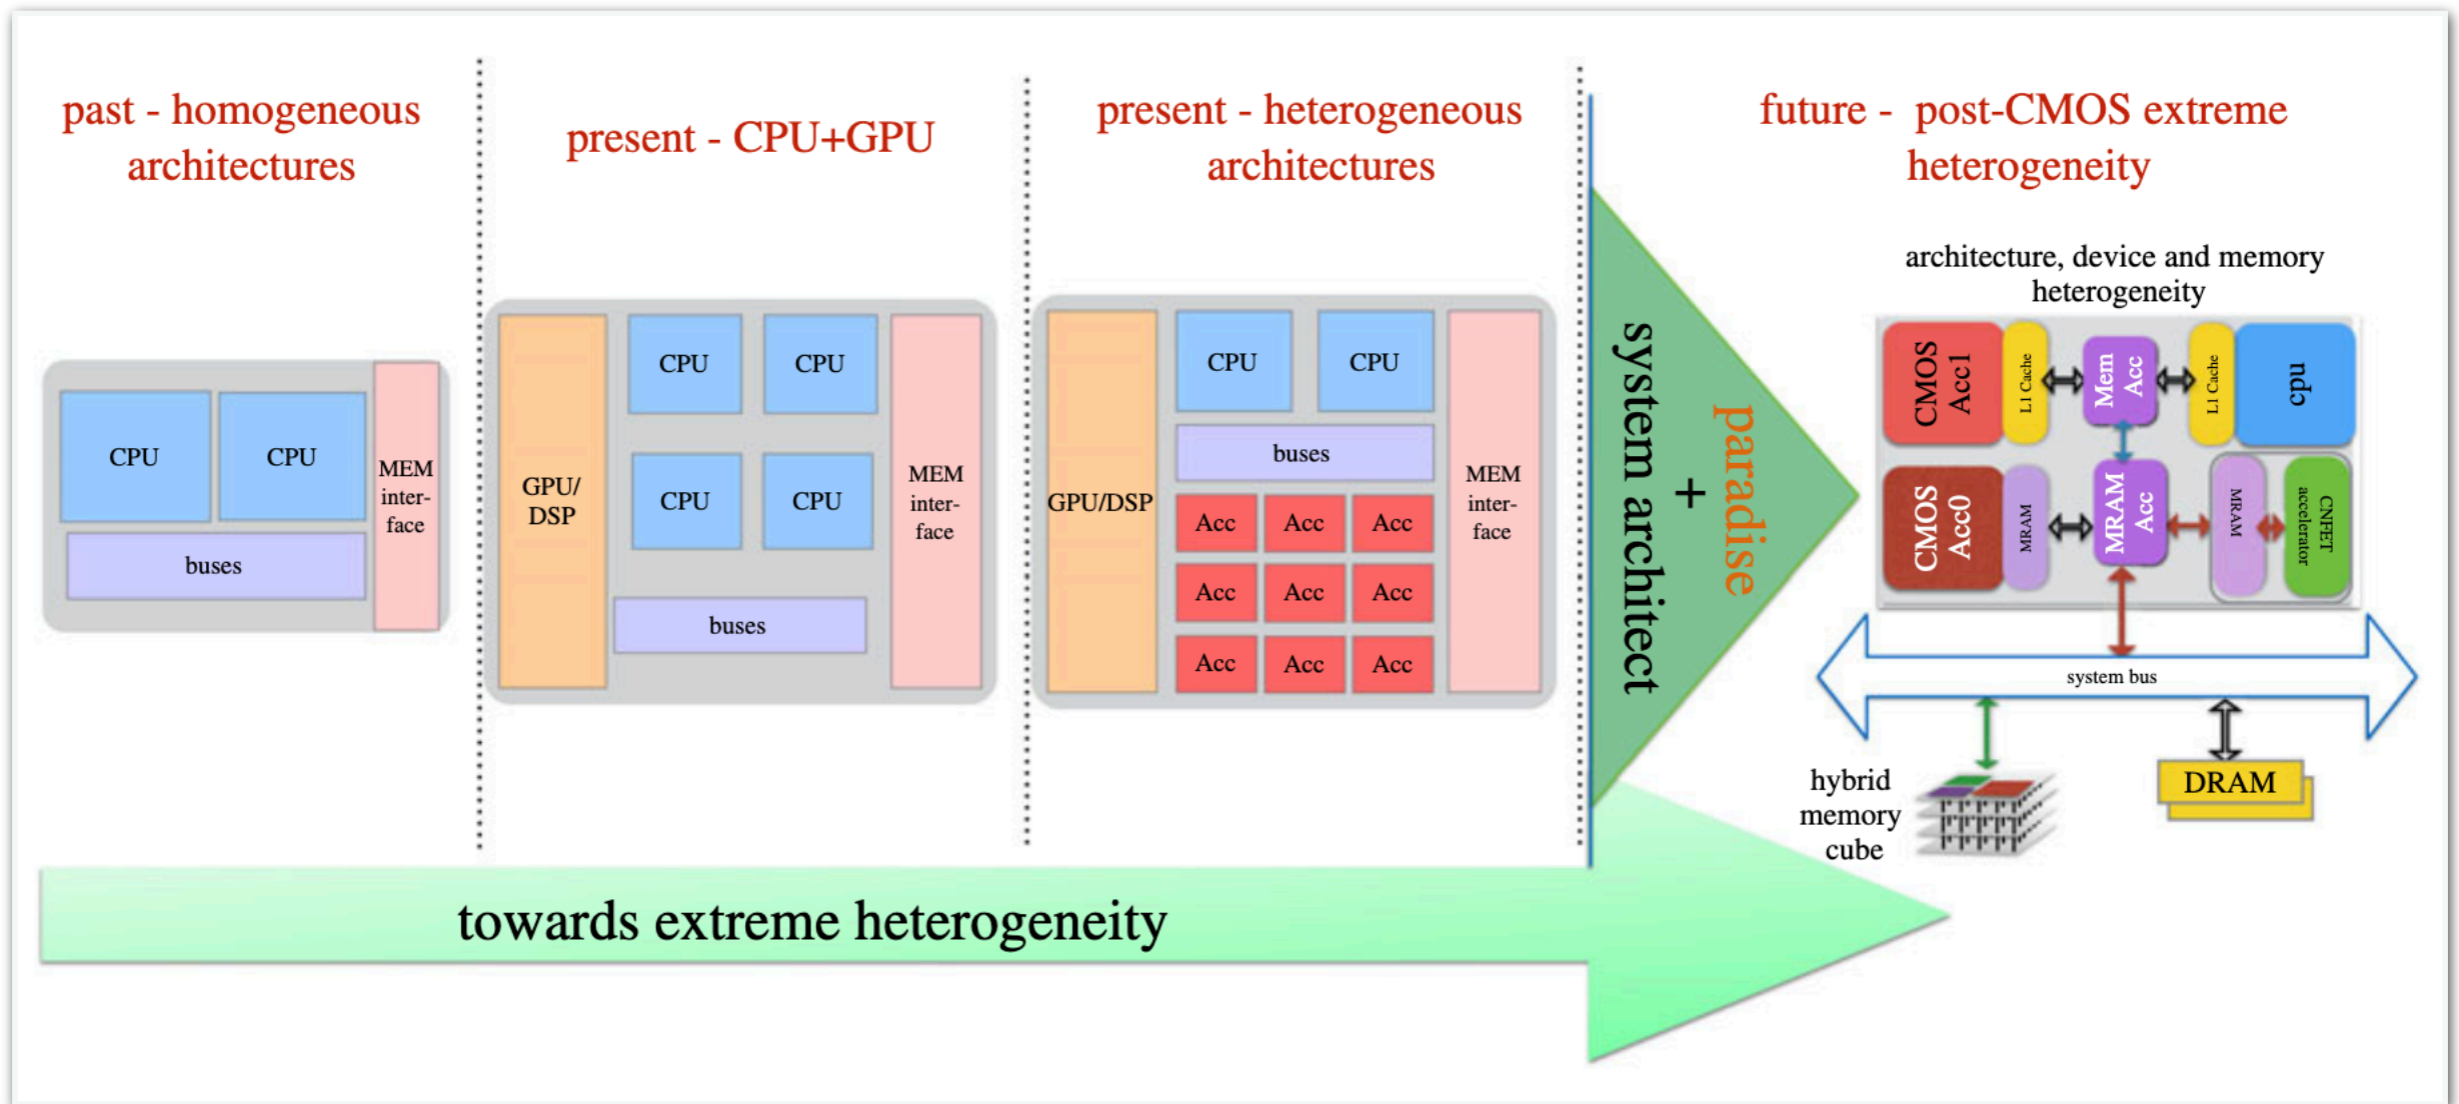 past - homogeneous
architectures
present - CPU+GPU
present - heterogeneous
architectures
future - post-CMOS extreme
heterogeneity
CPU
CPU
buses
MEM
inter-
face
GPU/
DSP
CPU
CPU
CPU
CPU
buses
MEM
inter-
face
GPU/DSP
CPU
CPU
buses
Acc
Acc
Acc
Acc
Acc
Acc
Acc
Acc
Acc
MEM
inter-
face
system architect
+
paradise
architecture, device and memory
heterogeneity
CMOS
Acc1
L1 Cache
Mem
Acc
L1 Cache
cpu
CMOS
Acc0
MRAM
MRAM
Acc
MRAM
CNFET
accelerator
system bus
hybrid
memory
cube
DRAM
towards extreme heterogeneity